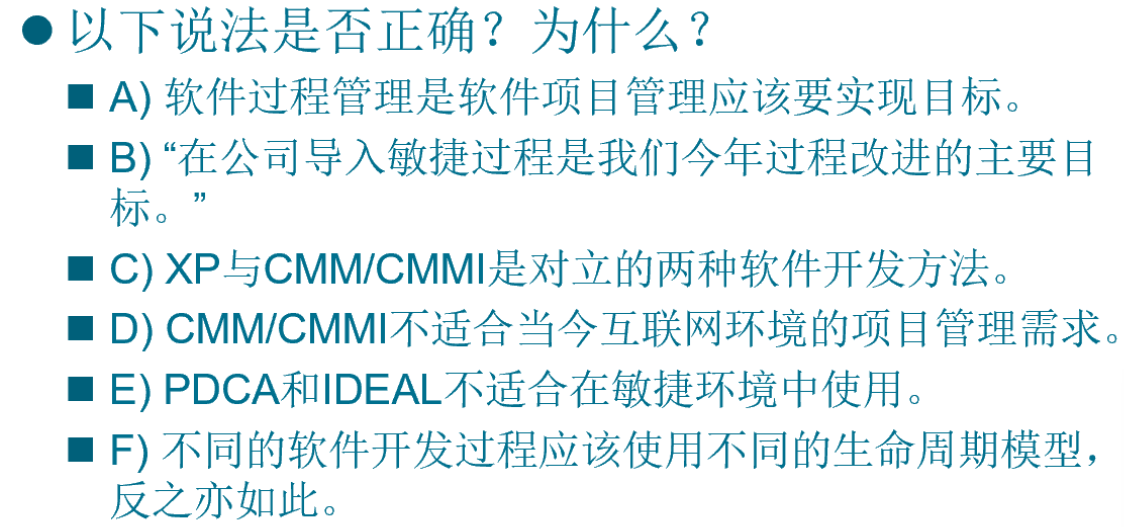 ● 以下说法是否正确？为什么？
■ A) 软件过程管理是软件项目管理应该要实现目标。
■ B) “在公司导入敏捷过程是我们今年过程改进的主要目
标。”
■ C) XP与CMM/CMMI是对立的两种软件开发方法。
■ D) CMM/CMMI不适合当今互联网环境的项目管理需求。
■ E) PDCA和IDEAL不适合在敏捷环境中使用。
■ F) 不同的软件开发过程应该使用不同的生命周期模型，
反之亦如此。